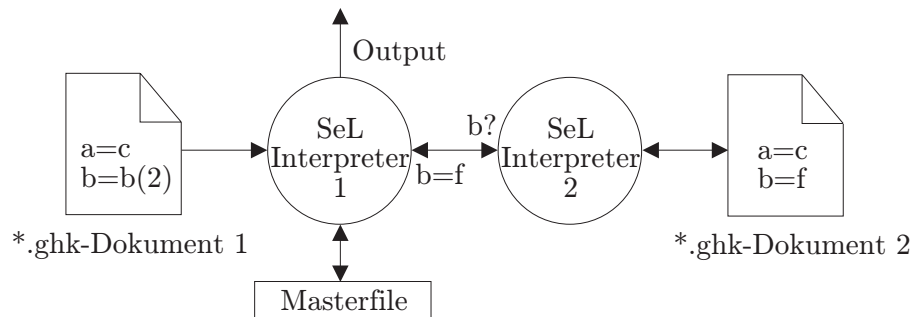 Output
a=c
b=b(2)
*.ghk-Dokument 1
SeL
Interpreter
1
b?
b=f
SeL
Interpreter
2
a=c
b=f
*.ghk-Dokument 2
Masterfile